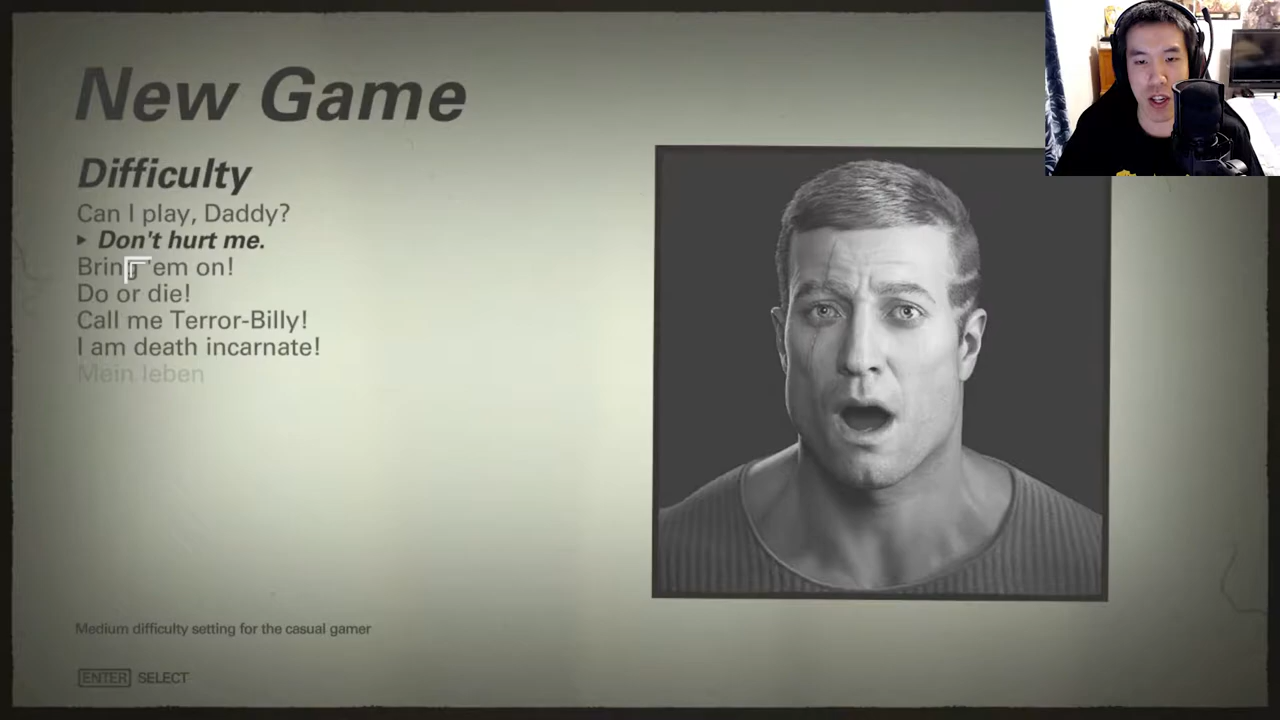 New Game
Difficulty
Can I play, Daddy?
Don't hurt me.
Bring 'em on!
Do or die!
Call me Terror-Billy!
I am death incarnate!
Mein leben
Medium difficulty setting for the casual gamer
ENTER SELECT